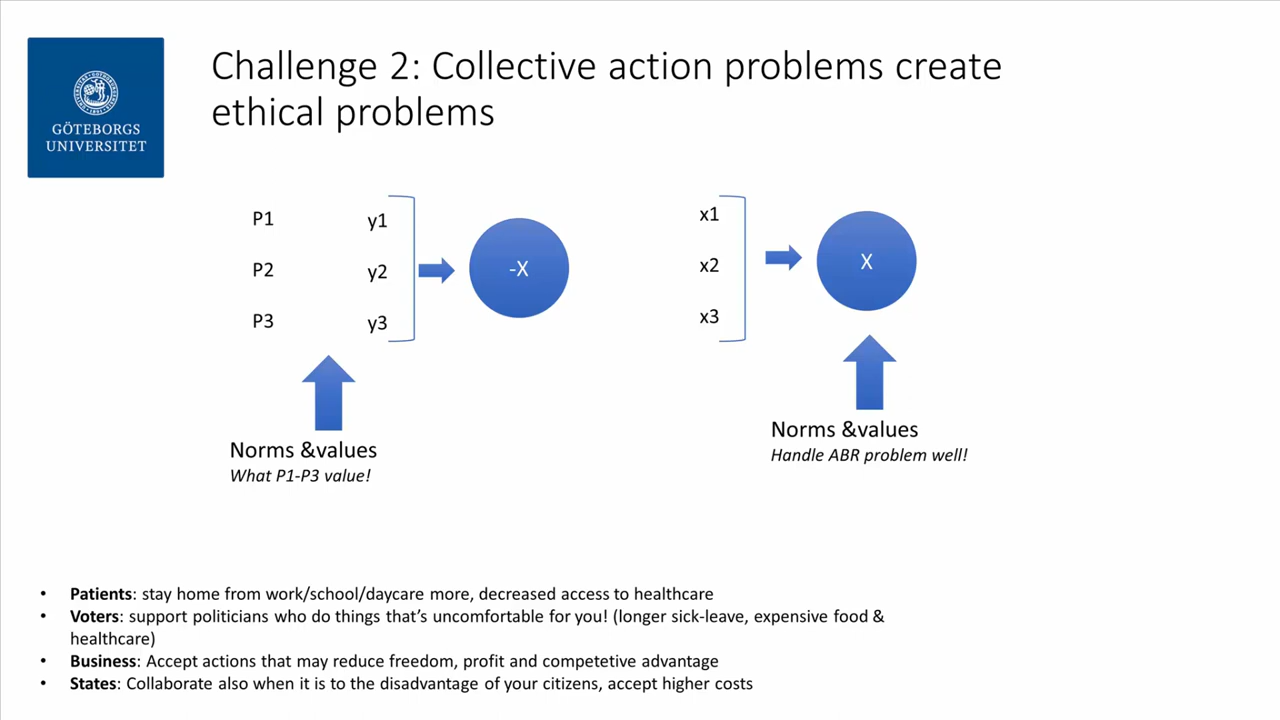 Challenge 2: Collective action problems create
ethical problems
GÖTEBORGS
UNIVERSITET
P1
y1
-X
x1
X
P2
y2
x2
P3
y3
x3
Norms &values
What P1-P3 value!
Norms &values
Handle ABR problem well!
• Patients: stay home from work/school/daycare more, decreased access to healthcare
• Voters: support politicians who do things that’s uncomfortable for you! (longer sick-leave, expensive food &
healthcare)
• Business: Accept actions that may reduce freedom, profit and competetive advantage
• States: Collaborate also when it is to the disadvantage of your citizens, accept higher costs